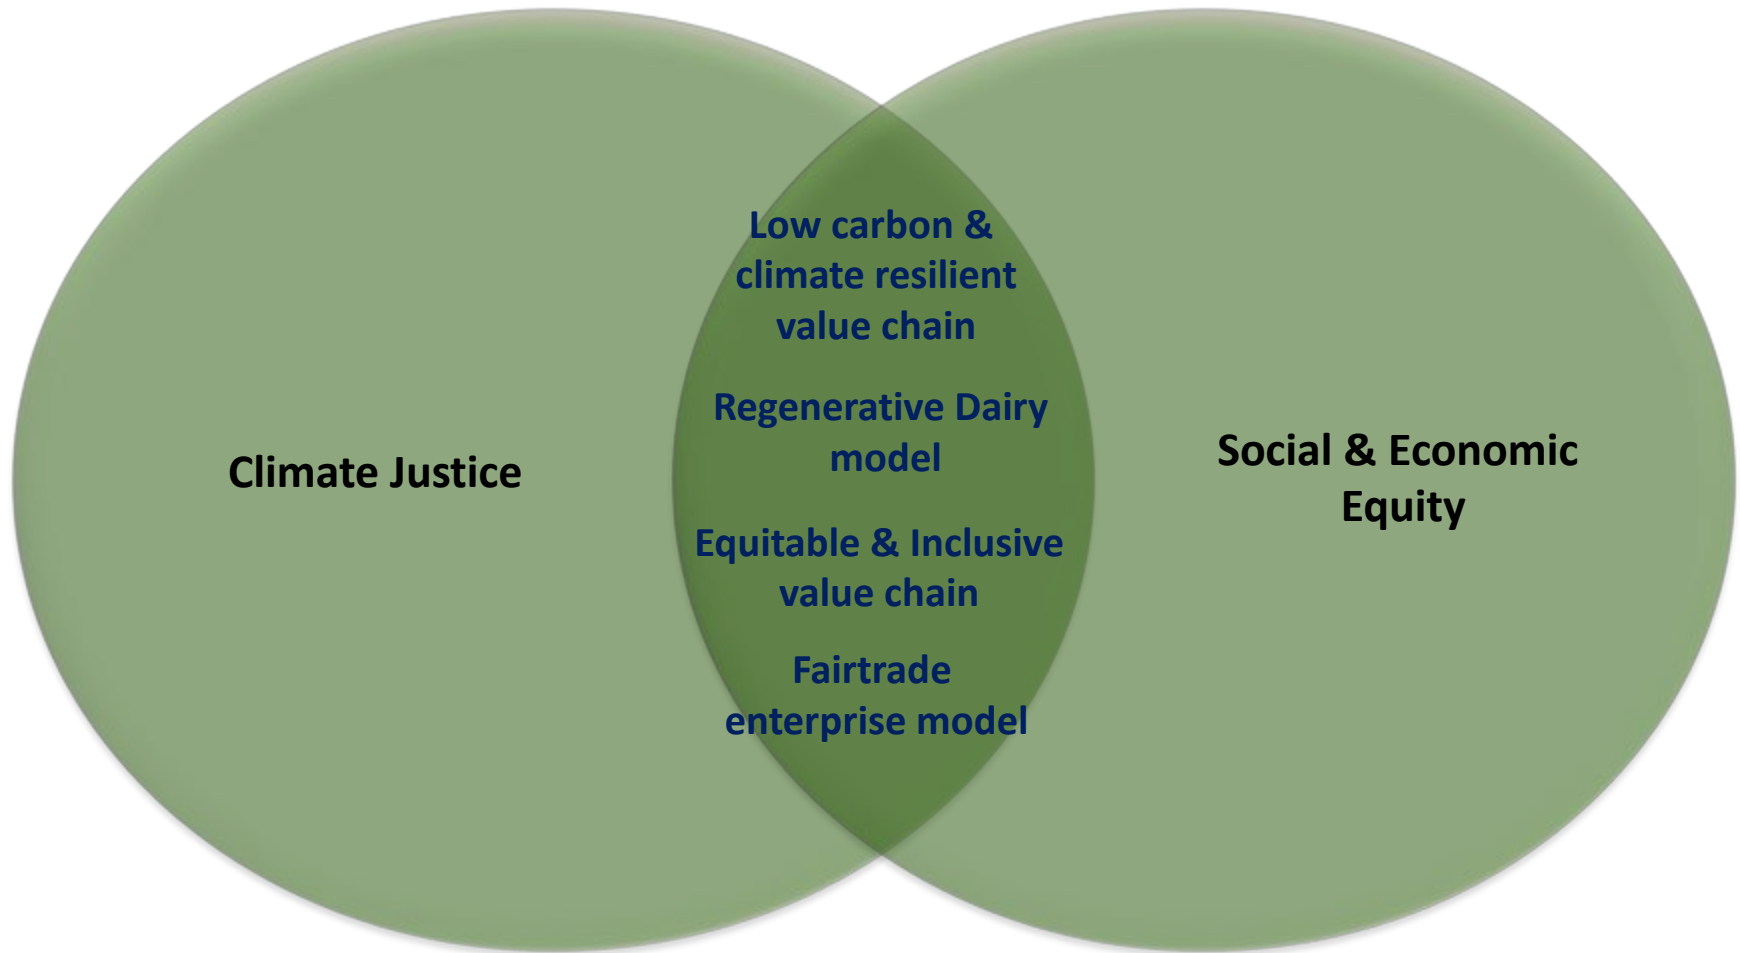 Low carbon &
climate resilient
value chain
Regenerative Dairy
model
Climate Justice
Social & Economic
Equity
Equitable & Inclusive
value chain
Fairtrade
enterprise model